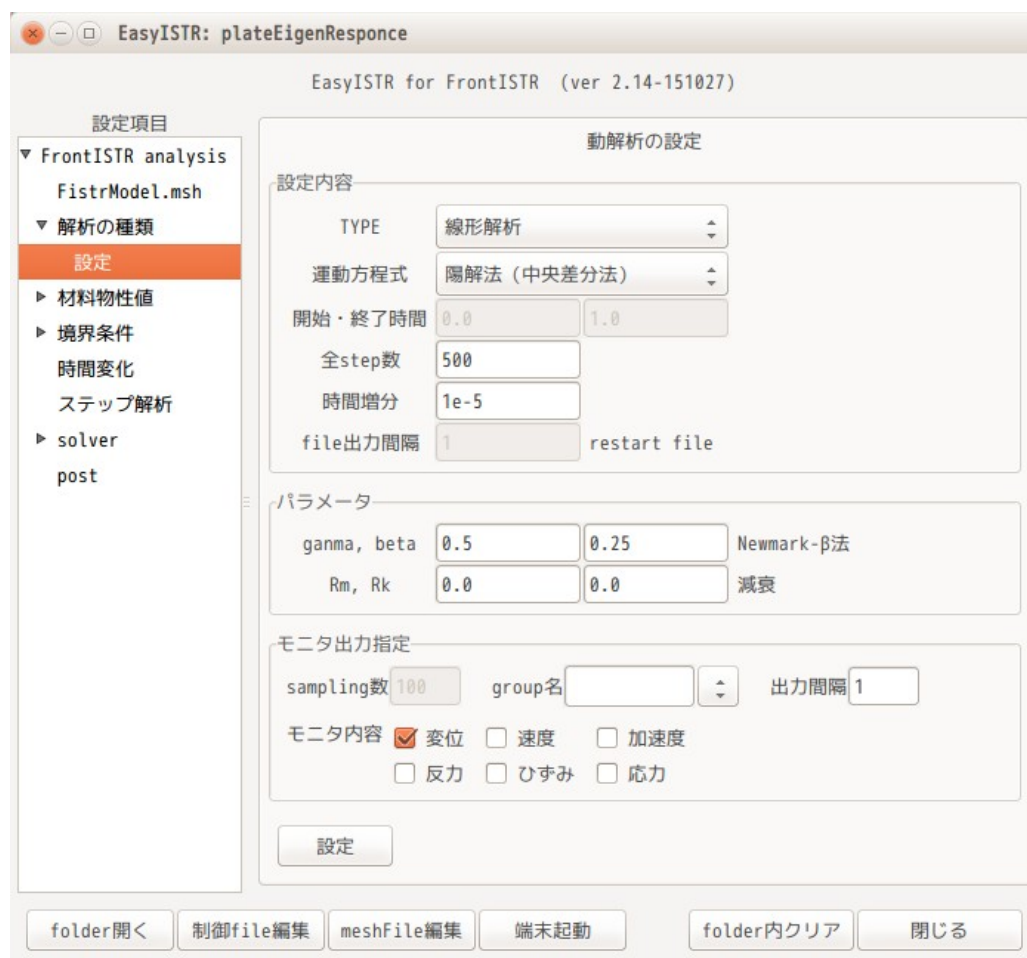 EasyISTR: plateEigenResponce
EasyISTR for FrontISTR (ver 2.14-151027)
設定項目
FrontISTR analysis
FistrModel.msh
解析の種類
設定
材料物性値
境界条件
時間変化
ステップ解析
solver
post
動解析の設定
設定内容
TYPE 線形解析
運動方程式 陽解法（中央差分法）
開始・終了時間 0.0 1.0
全step数 500
時間増分 1e-5
file出力間隔 1 restart file
パラメータ
ganma, beta 0.5 0.25 Newmark-β法
Rm, Rk 0.0 0.0 減衰
モニタ出力指定
sampling数 100 group名 出力間隔 1
モニタ内容 変位 速度 加速度
反力 ひずみ 応力
設定
folder開く 制御file編集 meshFile編集 端末起動 folder内クリア 閉じる